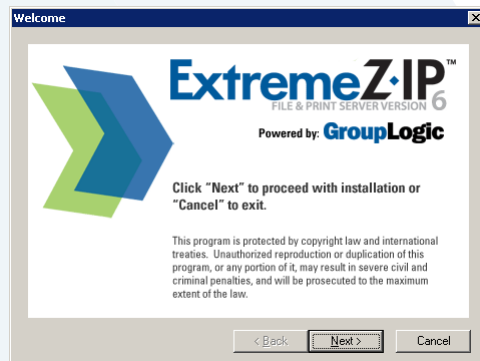 Welcome
ExtremeZ·IP™
FILE & PRINT SERVER VERSION 6
Powered by: GroupLogic
Click "Next" to proceed with installation or
"Cancel" to exit.
This program is protected by copyright law and international
treaties. Unauthorized reproduction or duplication of this
program, or any portion of it, may result in severe civil and
criminal penalties, and will be prosecuted to the maximum
extent of the law.
< Back Next > Cancel